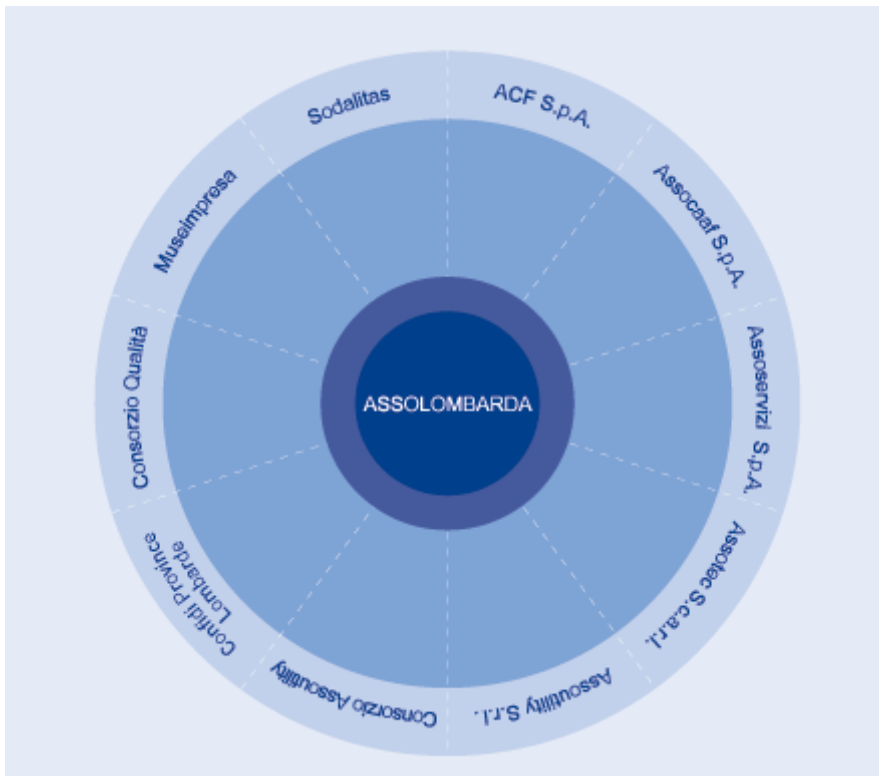 ACF S.p.A.
Assocaaf S.p.A.
Assoservizi S.p.A.
Assotec S.c.a.r.l.
Assoutility S.r.l.
Consorzio Assoutility
Confidi Province
Lombarde
Consorzio Qualità
Museimpresa
Sodalitas
ASSOLOMBARDA